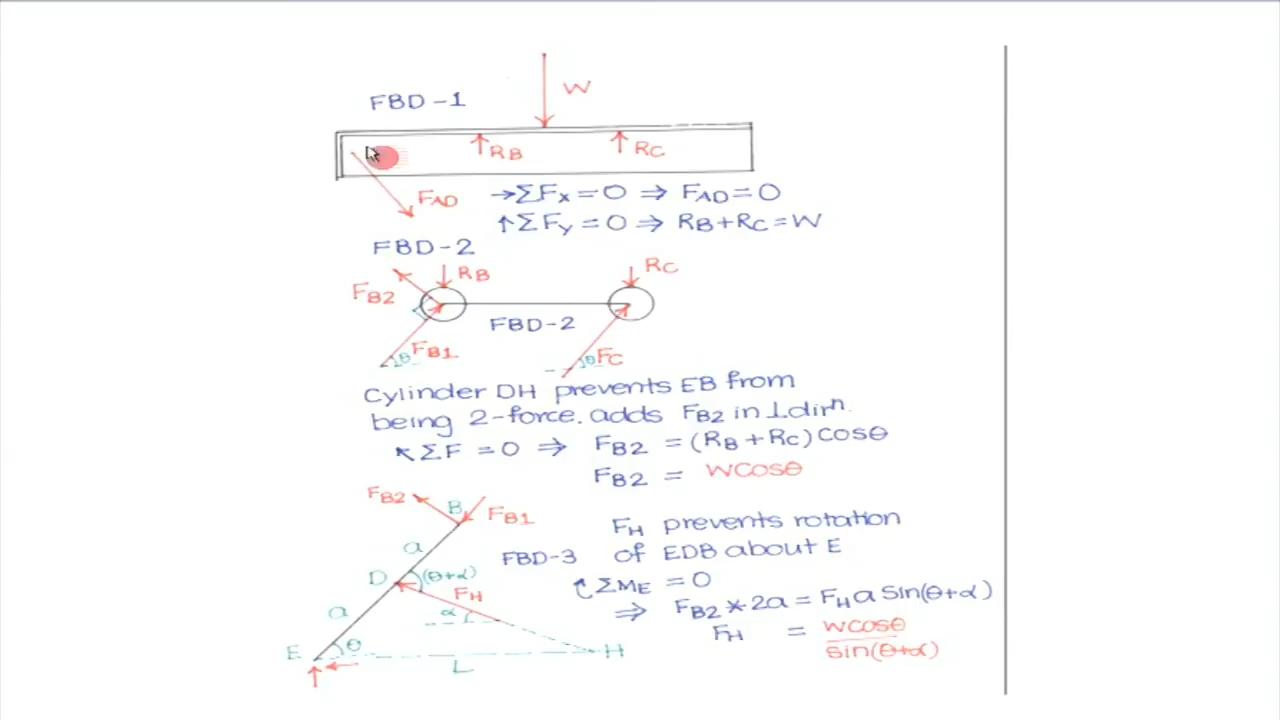 W
FBD-1
RB
RC
FAD
→ΣFx=0 ⇒ FAD=0
↑ΣFy=0 ⇒ RB+RC=W
FBD-2
RB
RC
FB2
FBD-2
θ
FB1
θ
FC
Cylinder DH prevents EB from
being 2-force. adds FB2 in ⊥dirⁿ.
↖ΣF=0 ⇒ FB2 =(RB+RC)cosθ
FB2 = Wcosθ
FB2
B
FB1
FH prevents rotation
a
FBD-3
of EDB about E
D
(θ+α)
FH
ΣME=0
a
α
⇒ FB2*2a=FH a Sin(θ+α)
FH = Wcosθ
sin(θ+α)
E
θ
L
H